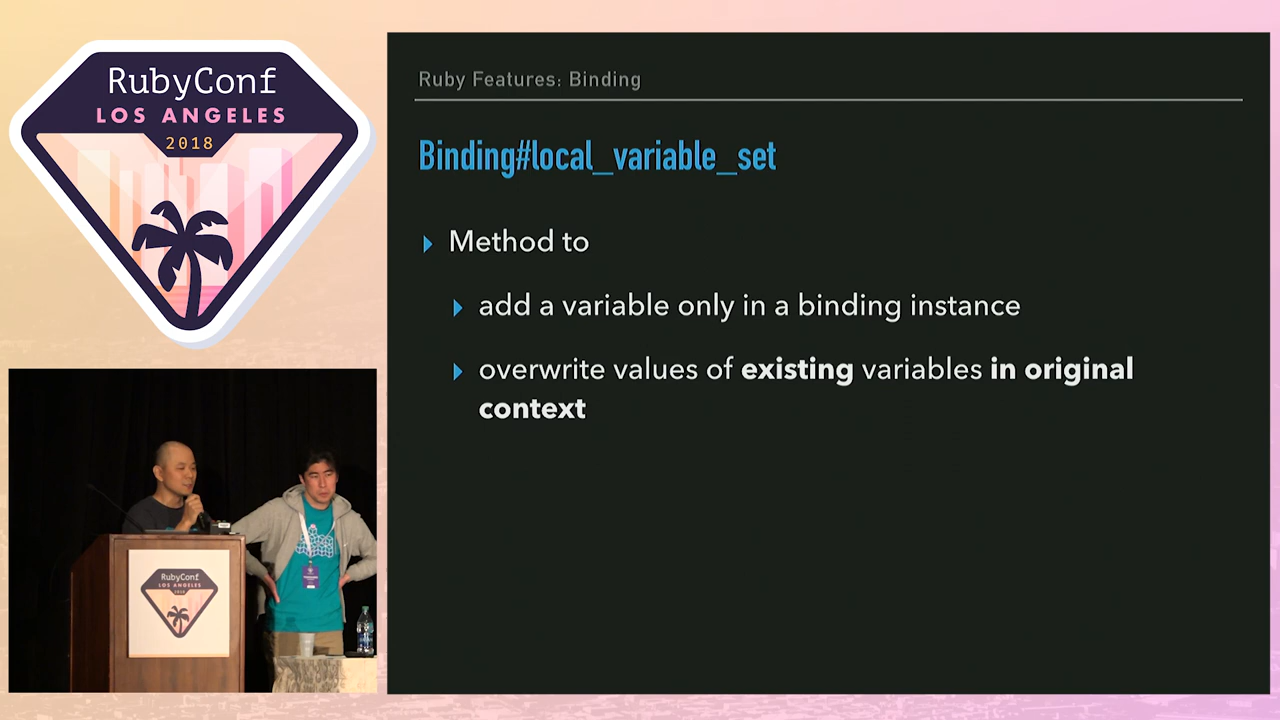 RubyConf
LOS ANGELES
2018
Ruby Features: Binding
Binding#local_variable_set
Method to
add a variable only in a binding instance
overwrite values of existing variables in original
context
RubyConf
LOS ANGELES
2018